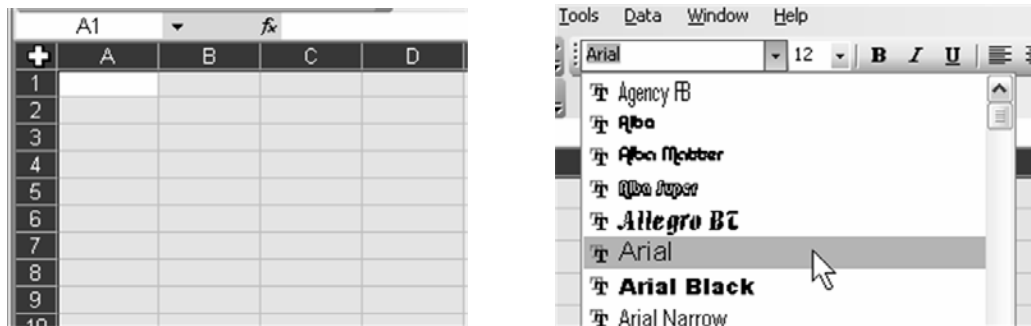 A1 fx
A B C D
1
2
3
4
5
6
7
8
9
10
Tools Data Window Help
Arial 12 B I U
Agency FB
Alba
Alba Matter
Alba Super
Allegro BT
Arial
Arial Black
Arial Narrow